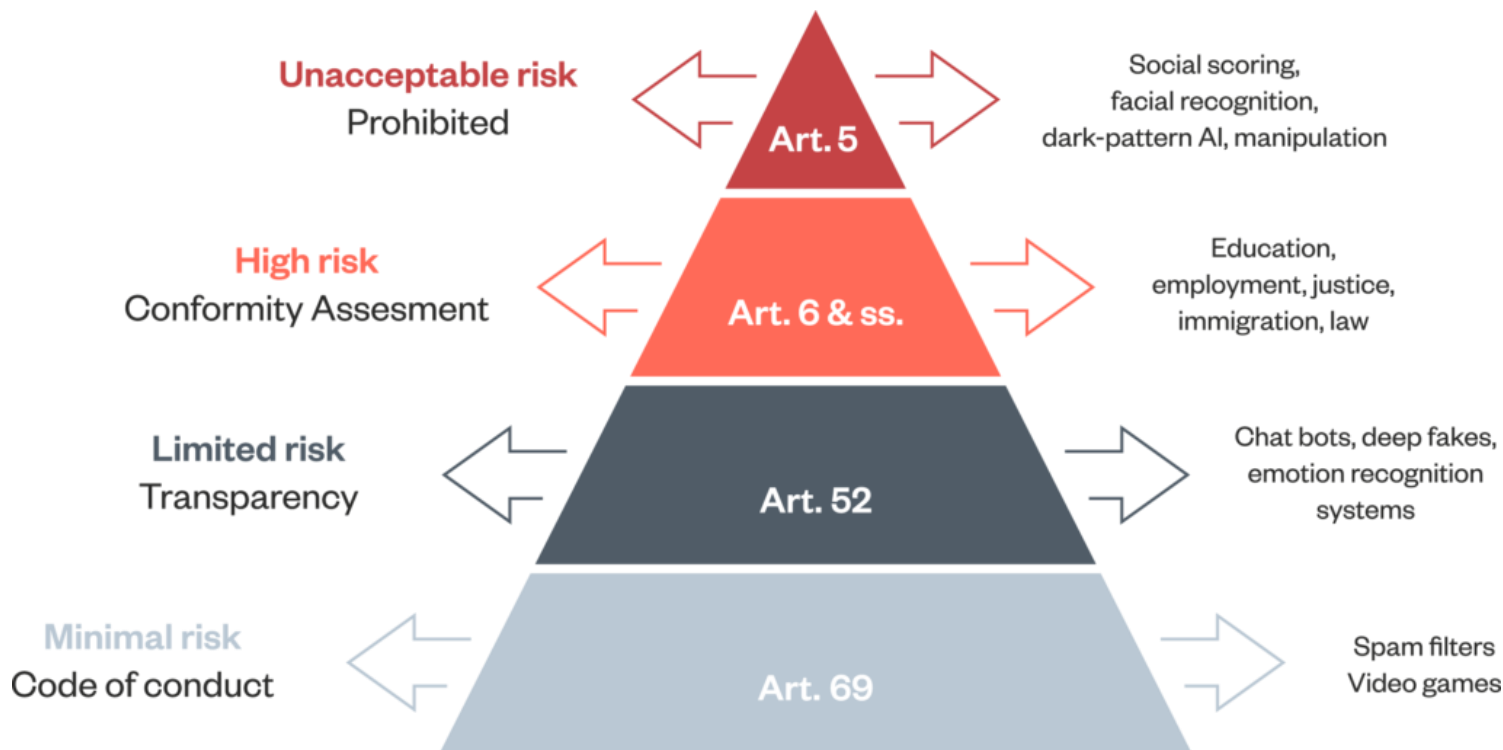 Unacceptable risk
Prohibited
Art. 5
Social scoring,
facial recognition,
dark-pattern AI, manipulation
High risk
Conformity Assesment
Art. 6 & ss.
Education,
employment, justice,
immigration, law
Limited risk
Transparency
Art. 52
Chat bots, deep fakes,
emotion recognition
systems
Minimal risk
Code of conduct
Art. 69
Spam filters
Video games